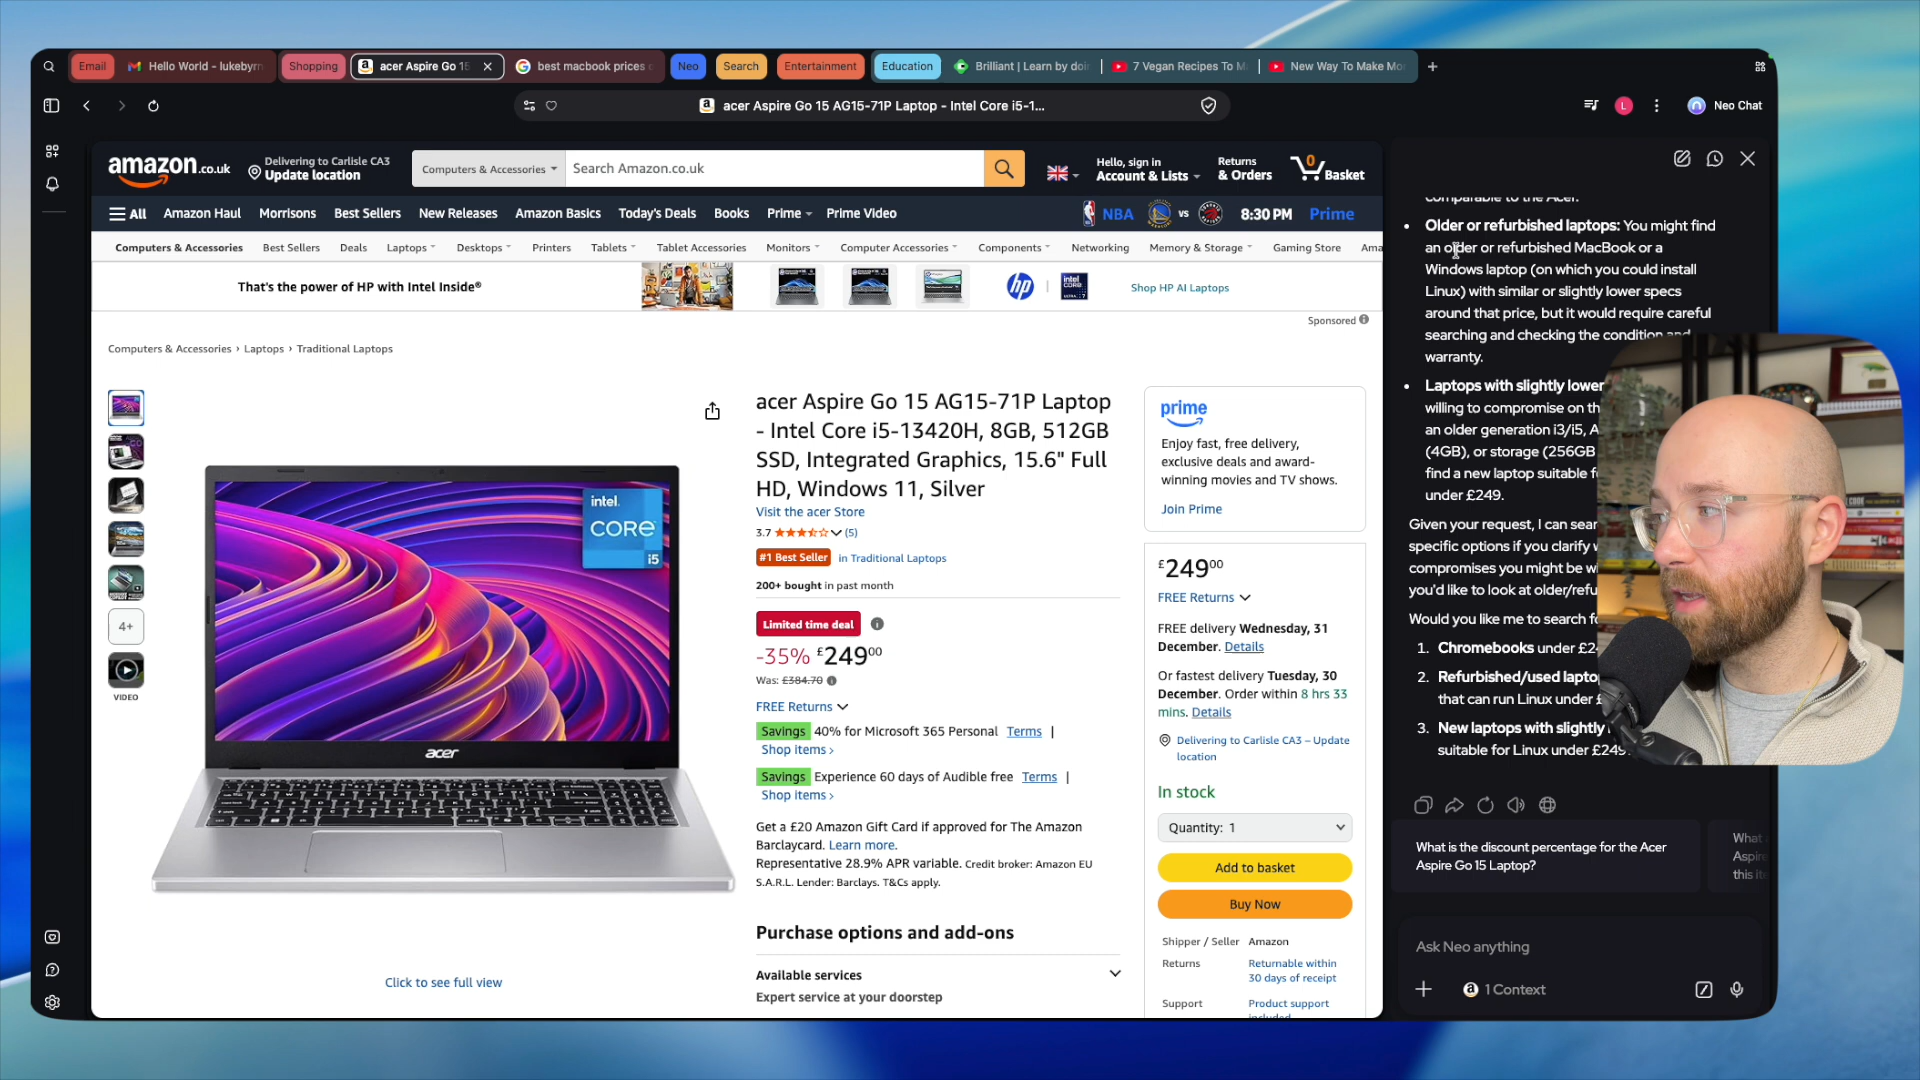 Email
Hello World - lukebyrn
Shopping
acer Aspire Go 15
best macbook prices
Neo
Search
Entertainment
Education
Brilliant | Learn by doi
7 Vegan Recipes To M
New Way To Make Mo
acer Aspire Go 15 AG15-71P Laptop - Intel Core i5-1...
L
Neo Chat
amazon.co.uk
Delivering to Carlisle CA3
Update location
Computers & Accessories
Search Amazon.co.uk
Hello, sign in
Account & Lists
Returns
& Orders
0
Basket
All
Amazon Haul
Morrisons
Best Sellers
New Releases
Amazon Basics
Today's Deals
Books
Prime
Prime Video
NBA
vs
8:30 PM
Prime
Computers & Accessories
Best Sellers
Deals
Laptops
Desktops
Printers
Tablets
Tablet Accessories
Monitors
Computer Accessories
Components
Networking
Memory & Storage
Gaming Store
Ama
That's the power of HP with Intel Inside®
hp
intel
CORE
Shop HP AI Laptops
Sponsored
Computers & Accessories › Laptops › Traditional Laptops
4+
VIDEO
intel
CORE
i5
acer
Click to see full view
acer Aspire Go 15 AG15-71P Laptop
- Intel Core i5-13420H, 8GB, 512GB
SSD, Integrated Graphics, 15.6" Full
HD, Windows 11, Silver
Visit the acer Store
3.7 (5)
#1 Best Seller in Traditional Laptops
200+ bought in past month
Limited time deal
-35% £249⁰⁰
Was: £384.70
FREE Returns
Savings 40% for Microsoft 365 Personal Terms |
Shop items ›
Savings Experience 60 days of Audible free Terms |
Shop items ›
Get a £20 Amazon Gift Card if approved for The Amazon
Barclaycard. Learn more.
Representative 28.9% APR variable. Credit broker: Amazon EU
S.A.R.L. Lender: Barclays. T&Cs apply.
Purchase options and add-ons
Available services
Expert service at your doorstep
prime
Enjoy fast, free delivery,
exclusive deals and award-
winning movies and TV shows.
Join Prime
£249⁰⁰
FREE Returns
FREE delivery Wednesday, 31
December. Details
Or fastest delivery Tuesday, 30
December. Order within 8 hrs 33
mins. Details
Delivering to Carlisle CA3 – Update
location
In stock
Quantity: 1
Add to basket
Buy Now
Shipper / Seller Amazon
Returns Returnable within
30 days of receipt
Support Product support
included
comparable to the Acer.
• Older or refurbished laptops: You might find
an older or refurbished MacBook or a
Windows laptop (on which you could install
Linux) with similar or slightly lower specs
around that price, but it would require careful
searching and checking the condition and
warranty.
• Laptops with slightly lower
willing to compromise on th
an older generation i3/i5, A
(4GB), or storage (256GB
find a new laptop suitable f
under £249.
Given your request, I can sear
specific options if you clarify w
compromises you might be wi
you'd like to look at older/refu
Would you like me to search f
1. Chromebooks under £2
2. Refurbished/used lapto
that can run Linux under £
3. New laptops with slightly
suitable for Linux under £249.
What is the discount percentage for the Acer
Aspire Go 15 Laptop?
What
Aspire
this it
Ask Neo anything
1 Context